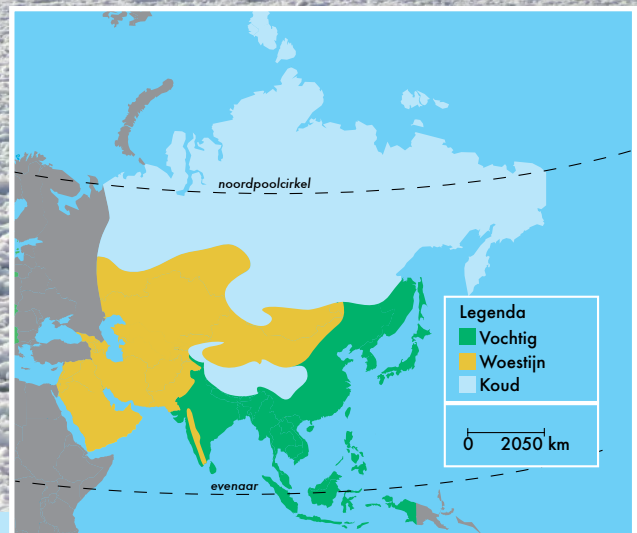 noordpoolcirkel
Legenda
Vochtig
Woestijn
Koud
0 2050 km
evenaar